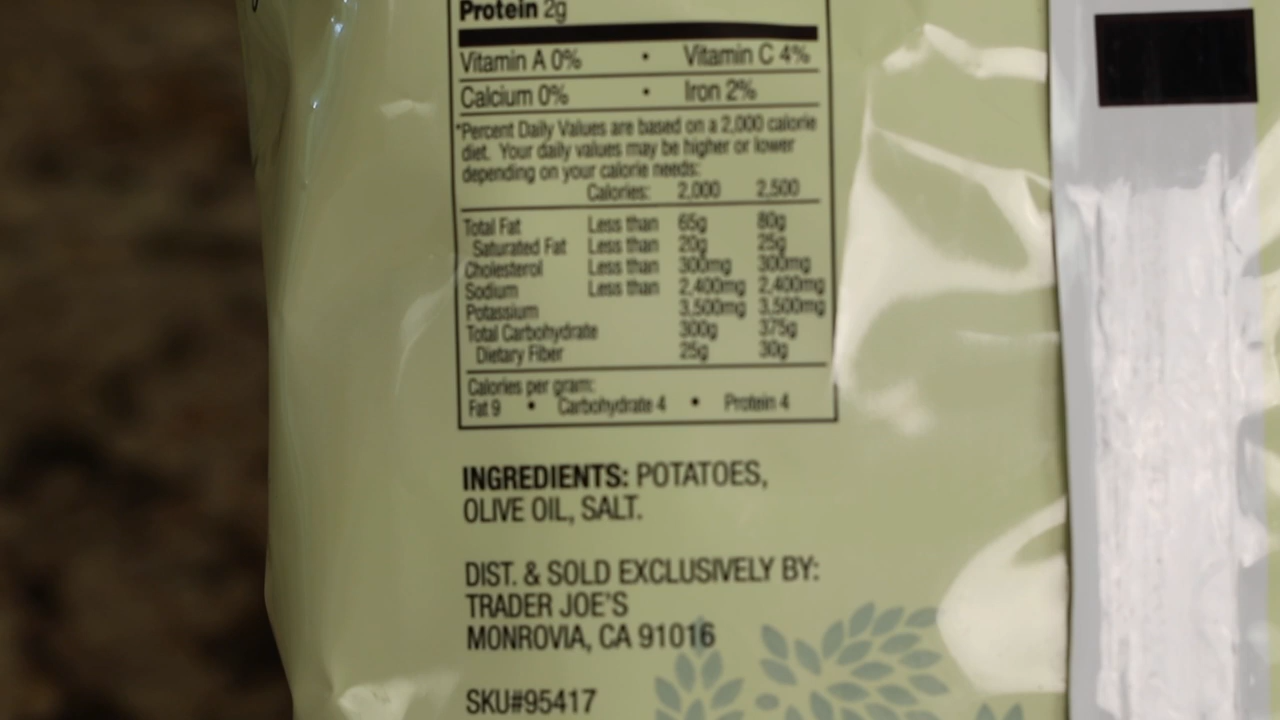 Protein 2g
Vitamin A 0% • Vitamin C 4%
Calcium 0% • Iron 2%
*Percent Daily Values are based on a 2,000 calorie
diet. Your daily values may be higher or lower
depending on your calorie needs:
Calories: 2,000 2,500
Total Fat Less than 65g 80g
Saturated Fat Less than 20g 25g
Cholesterol Less than 300mg 300mg
Sodium Less than 2,400mg 2,400mg
Potassium 3,500mg 3,500mg
Total Carbohydrate 300g 375g
Dietary Fiber 25g 30g
Calories per gram:
Fat 9 • Carbohydrate 4 • Protein 4
INGREDIENTS: POTATOES,
OLIVE OIL, SALT.
DIST. & SOLD EXCLUSIVELY BY:
TRADER JOE'S
MONROVIA, CA 91016
SKU#95417